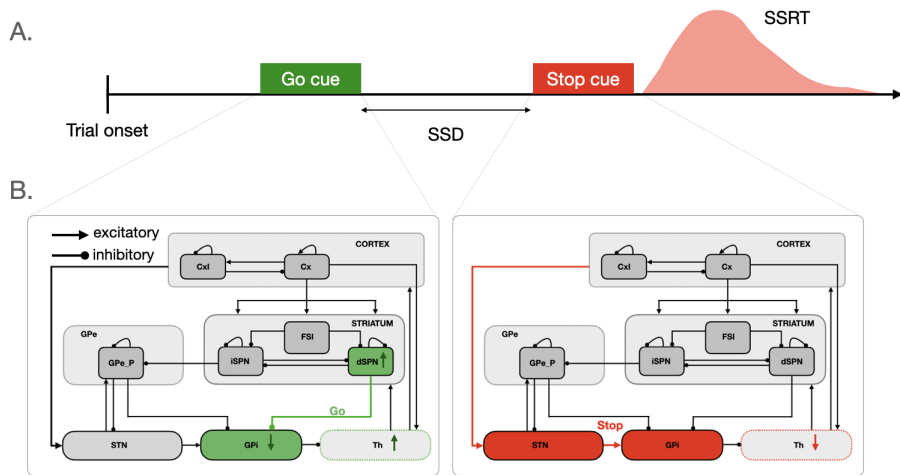 A.
SSRT
Go cue
Stop cue
Trial onset
SSD
B.
excitatory
inhibitory
CORTEX
CxI
Cx
GPe
STRIATUM
FSI
GPe_P
iSPN
dSPN
Go
STN
GPi
Th
CORTEX
CxI
Cx
GPe
STRIATUM
FSI
GPe_P
iSPN
dSPN
Stop
STN
GPi
Th